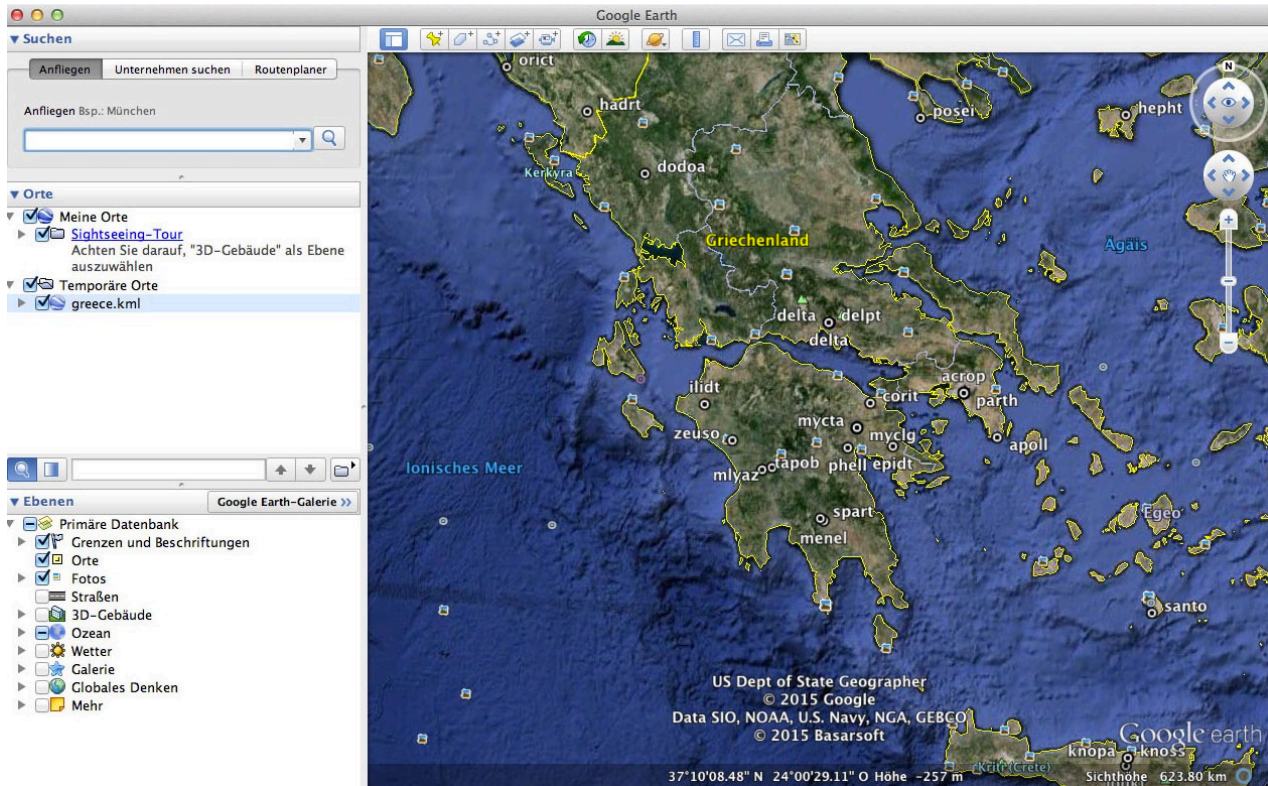 Google Earth
▼ Suchen
Anfliegen
Unternehmen suchen
Routenplaner
Anfliegen Bsp.: München
▼ Orte
Meine Orte
Sightseeing-Tour
Achten Sie darauf, "3D-Gebäude" als Ebene
auszuwählen
Temporäre Orte
greece.kml
▼ Ebenen
Google Earth-Galerie >>
Primäre Datenbank
Grenzen und Beschriftungen
Orte
Fotos
Straßen
3D-Gebäude
Ozean
Wetter
Galerie
Globales Denken
Mehr
N
orict
hadrt
posei
hepht
dodoa
Kerkyra
Griechenland
Ägäis
delta
delpt
delta
ilidt
acrop
corit
parth
mycta
zeuso
myclg
apoll
Ionisches Meer
mlyaz
tapob
phell
epidt
Egeo
spart
menel
santo
US Dept of State Geographer
© 2015 Google
Data SIO, NOAA, U.S. Navy, NGA, GEBCO
© 2015 Basarsoft
Google earth
knopa
knoss
Kriti (Crete)
37°10'08.48" N 24°00'29.11" O Höhe -257 m
Sichthöhe 623.80 km